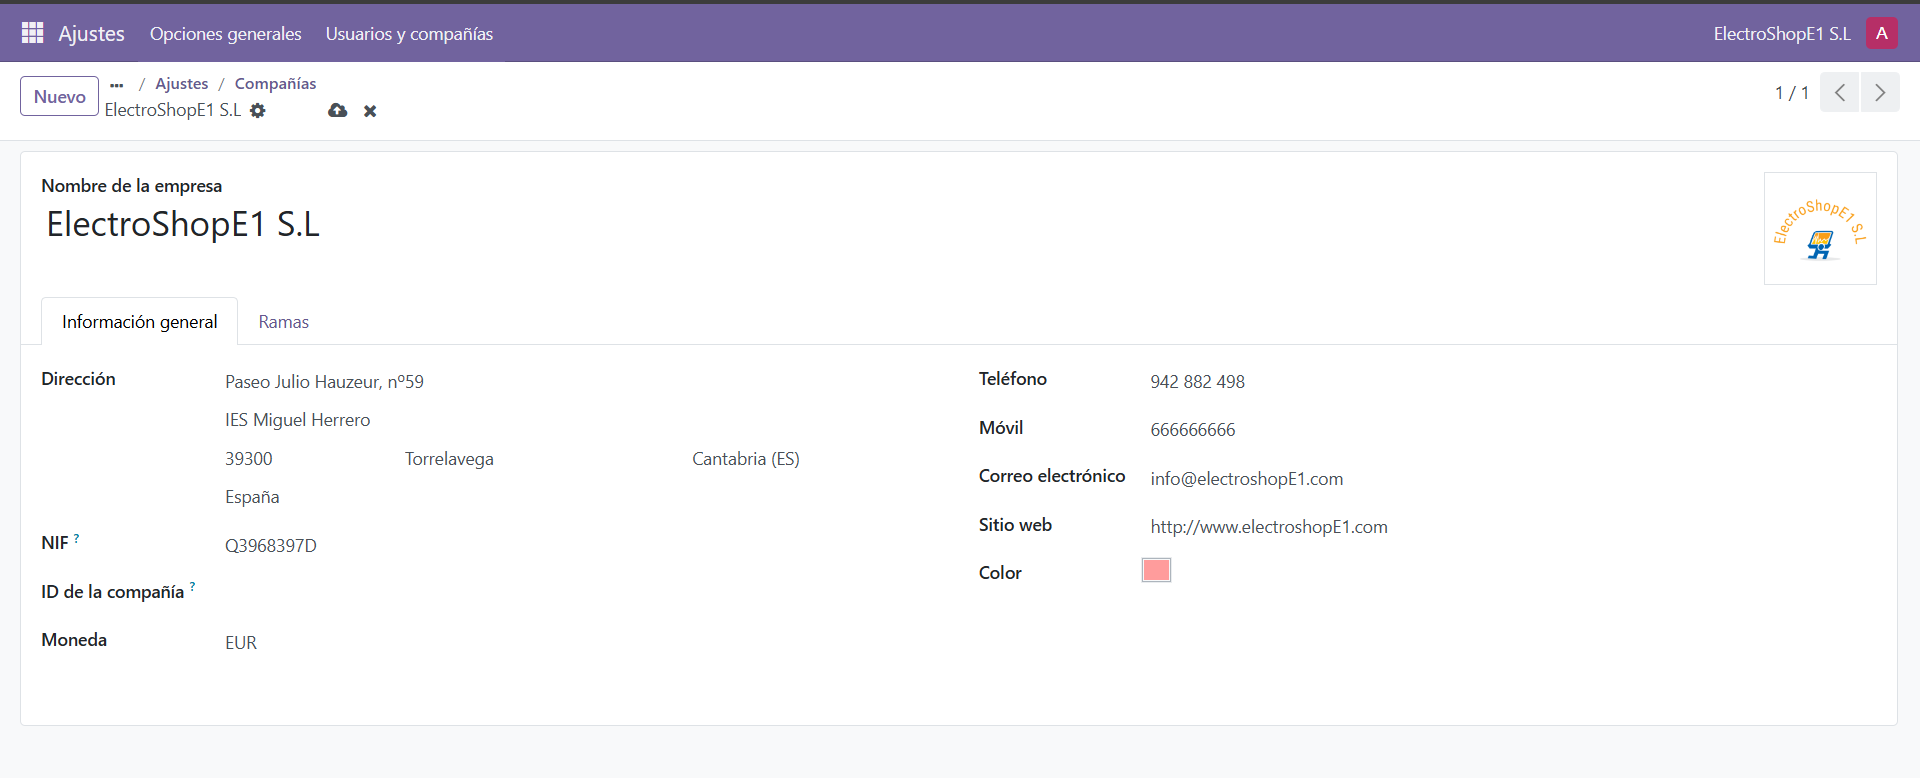 Ajustes Opciones generales Usuarios y compañías ElectroShopE1 S.L A
Nuevo ... / Ajustes / Compañías
ElectroShopE1 S.L
1 / 1
Nombre de la empresa
ElectroShopE1 S.L
ElectroShopE1 S.L
Información general Ramas
Dirección Paseo Julio Hauzeur, nº59
IES Miguel Herrero
39300 Torrelavega Cantabria (ES)
España
NIF ? Q3968397D
ID de la compañía ?
Moneda EUR
Teléfono 942 882 498
Móvil 666666666
Correo electrónico info@electroshopE1.com
Sitio web http://www.electroshopE1.com
Color